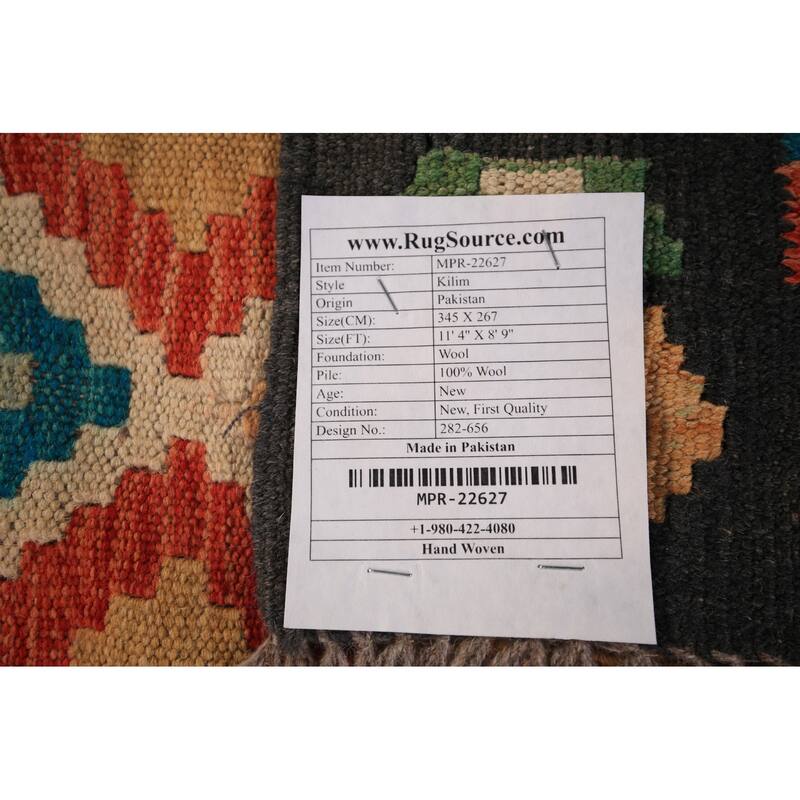 www.RugSource.com
Item Number: MPR-22627
Style Kilim
Origin Pakistan
Size(CM): 345 X 267
Size(FT): 11' 4" X 8' 9"
Foundation: Wool
Pile: 100% Wool
Age: New
Condition: New, First Quality
Design No.: 282-656
Made in Pakistan
MPR-22627
+1-980-422-4080
Hand Woven